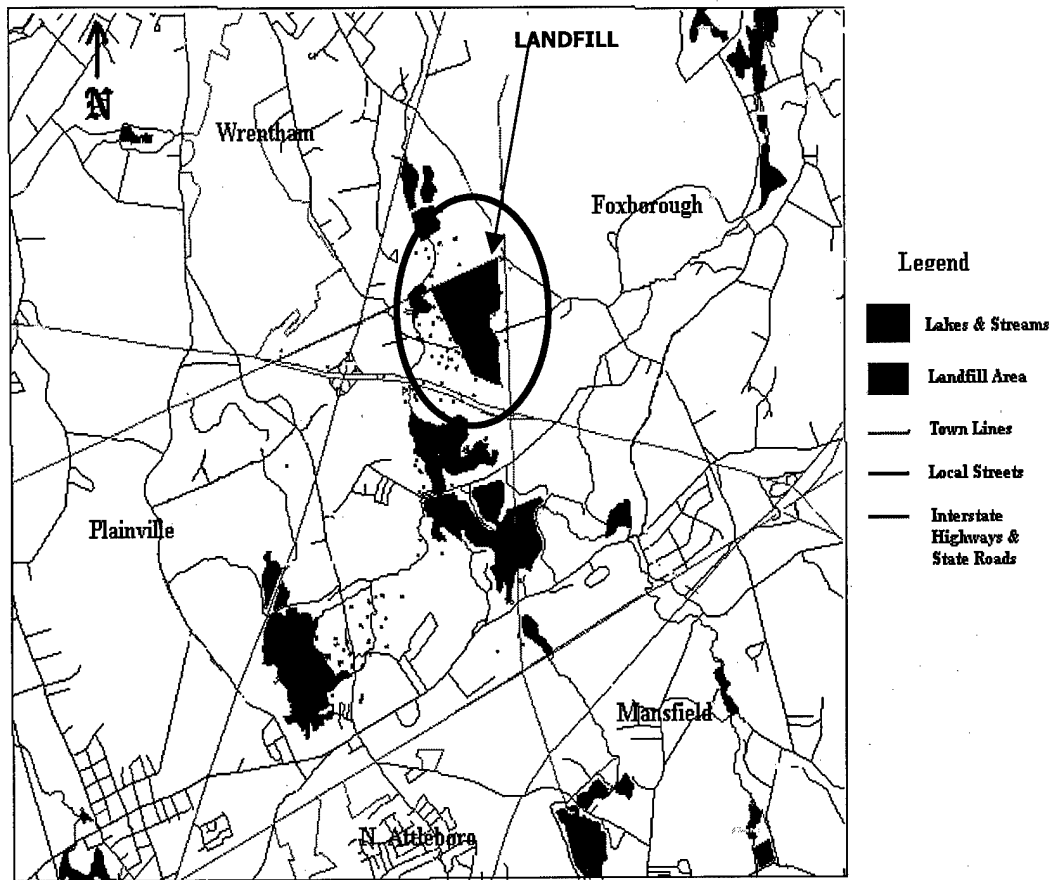 LANDFILL
N
Wrentham
Foxborough
Legend
Lakes & Streams
Landfill Area
Town Lines
Local Streets
Interstate
Highways &
State Roads
Plainville
Mansfield
N. Attleboro